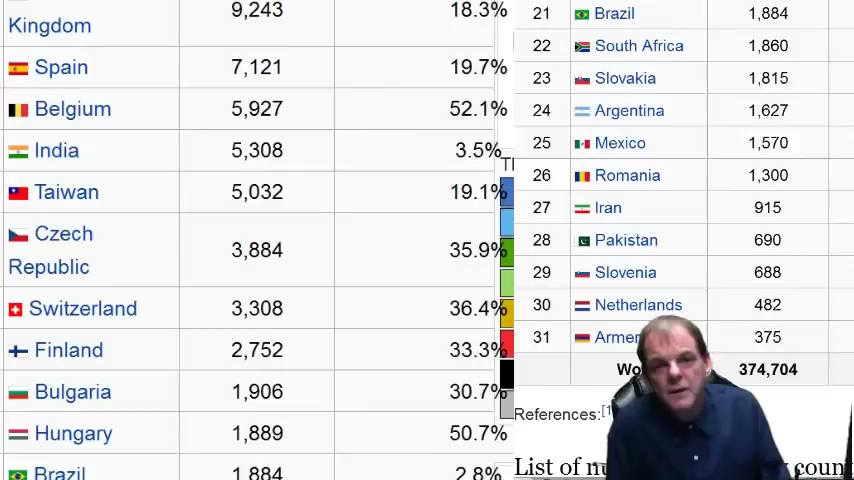 Kingdom 9,243 18.3%
Spain 7,121 19.7%
Belgium 5,927 52.1%
India 5,308 3.5%
Taiwan 5,032 19.1%
Czech
Republic 3,884 35.9%
Switzerland 3,308 36.4%
Finland 2,752 33.3%
Bulgaria 1,906 30.7%
Hungary 1,889 50.7%
Brazil 1,884 2.8%
21 Brazil 1,884
22 South Africa 1,860
23 Slovakia 1,815
24 Argentina 1,627
25 Mexico 1,570
26 Romania 1,300
27 Iran 915
28 Pakistan 690
29 Slovenia 688
30 Netherlands 482
31 Armen 375
Wo 374,704
References:[1
List of nu y coun